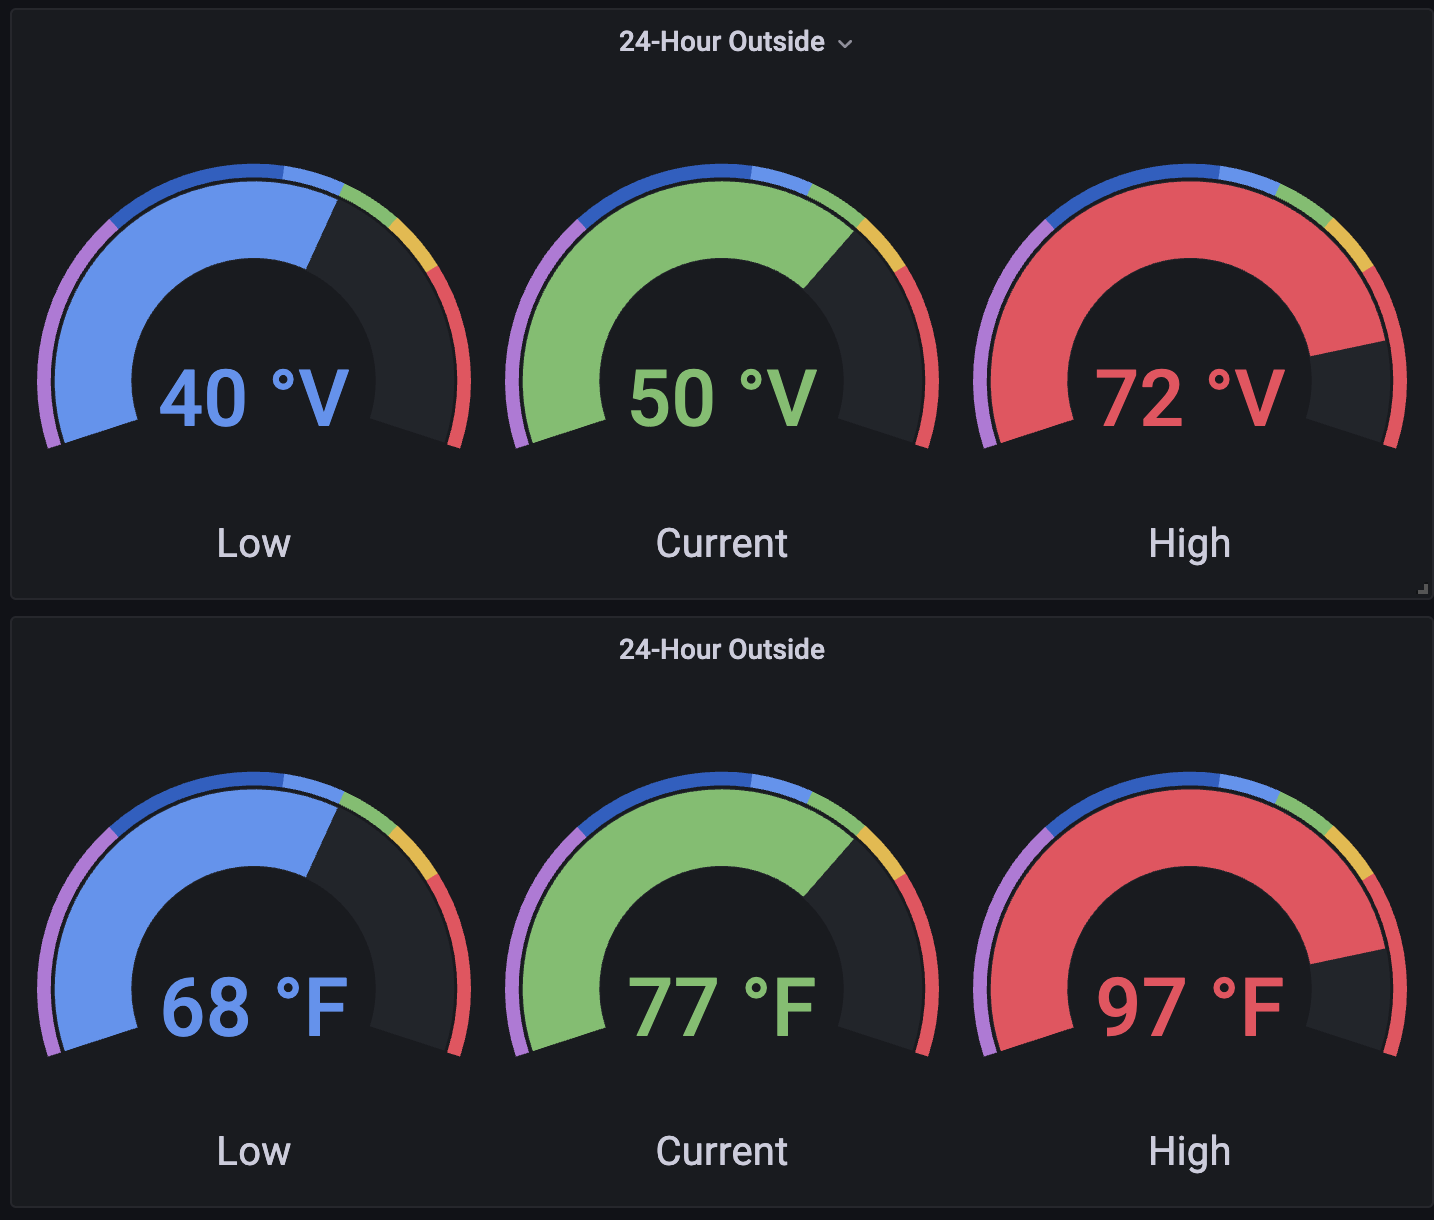 24-Hour Outside
40 °V
50 °V
72 °V
Low
Current
High
24-Hour Outside
68 °F
77 °F
97 °F
Low
Current
High